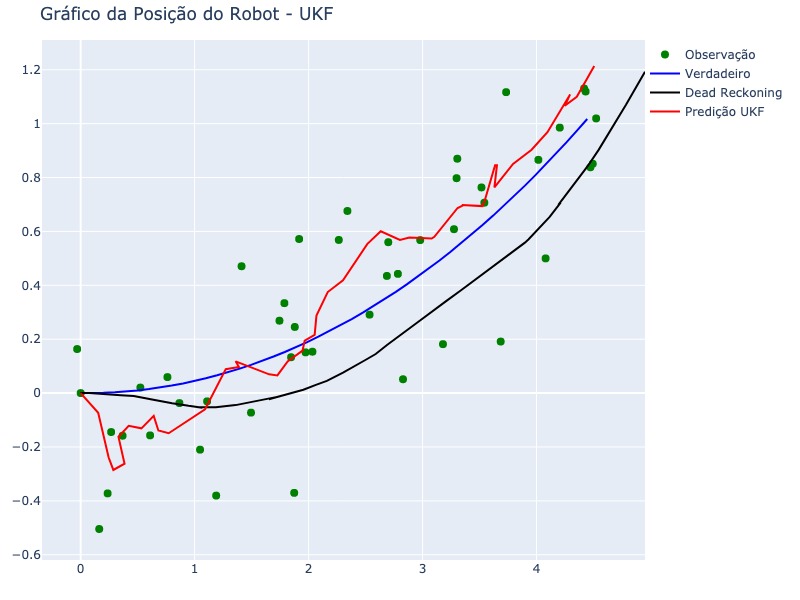 Gráfico da Posição do Robot - UKF
Observação
Verdadeiro
Dead Reckoning
Predição UKF
1.2
1
0.8
0.6
0.4
0.2
0
−0.2
−0.4
−0.6
0 1 2 3 4